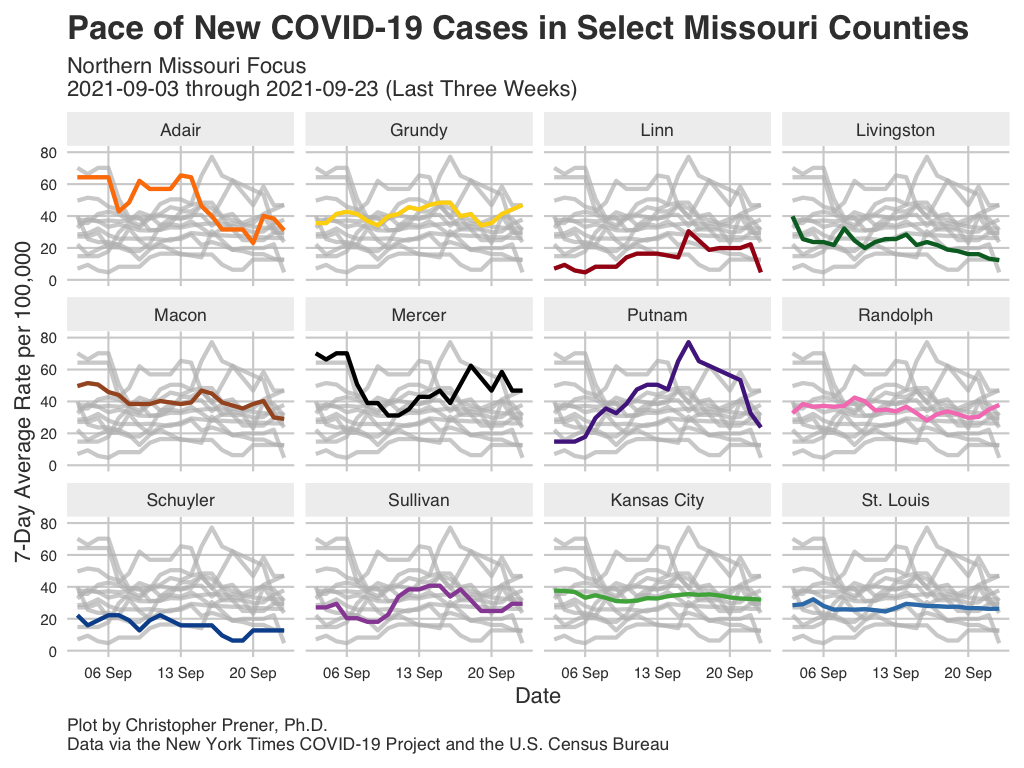 Pace of New COVID-19 Cases in Select Missouri Counties
Northern Missouri Focus
2021-09-03 through 2021-09-23 (Last Three Weeks)
Adair Grundy Linn Livingston
80
60
40
20
0
Macon Mercer Putnam Randolph
80
60
40
20
0
Schuyler Sullivan Kansas City St. Louis
80
60
40
20
0
7-Day Average Rate per 100,000
06 Sep 13 Sep 20 Sep 06 Sep 13 Sep 20 Sep 06 Sep 13 Sep 20 Sep 06 Sep 13 Sep 20 Sep
Date
Plot by Christopher Prener, Ph.D.
Data via the New York Times COVID-19 Project and the U.S. Census Bureau